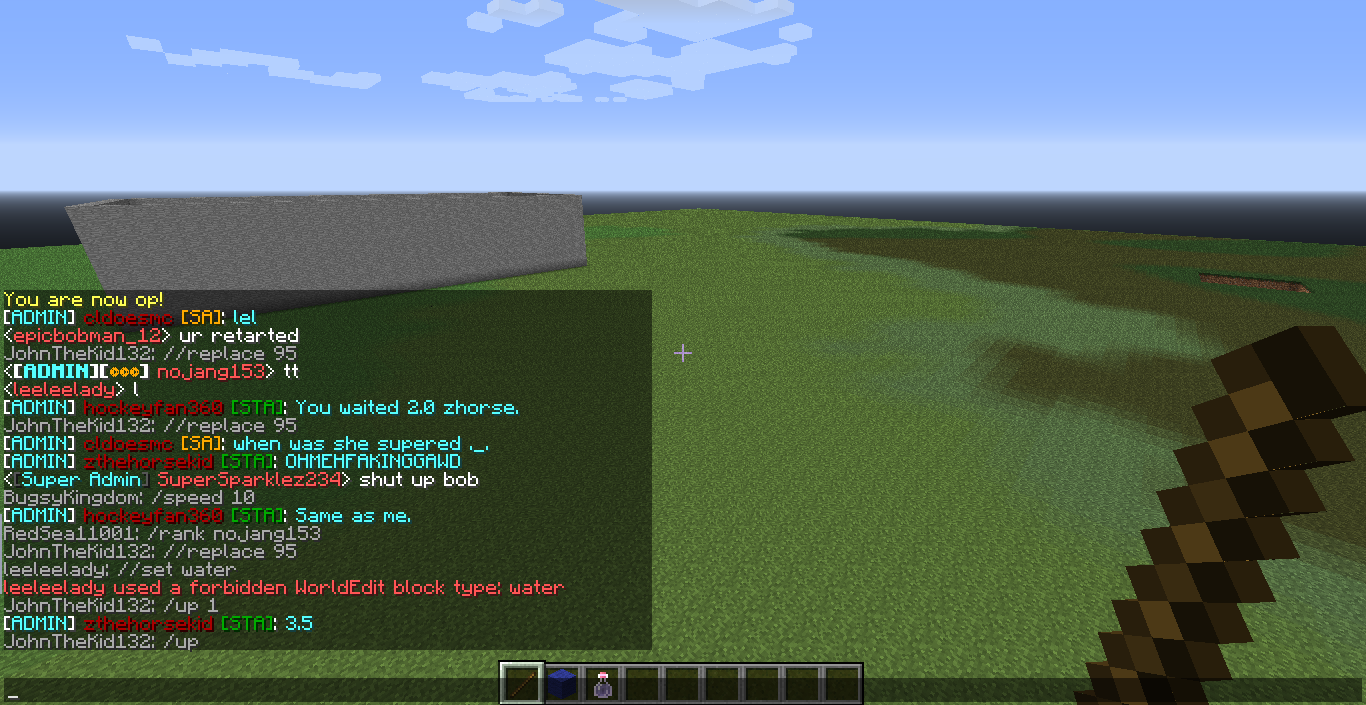 You are now op!
[ADMIN] cldoesmc [SA]: lel
<epicbobman_12> ur retarted
JohnTheKid132: //replace 95
<[ADMIN][◊◊◊] nojang153> tt
<leeleelady> l
[ADMIN] hockeyfan360 [STA]: You waited 2.0 zhorse.
JohnTheKid132: //replace 95
[ADMIN] cldoesmc [SA]: when was she supered ._.
[ADMIN] zthehorsekid [STA]: OHMEHFAKINGGAWD
<[Super Admin] SuperSparklez234> shut up bob
BugsyKingdom: /speed 10
[ADMIN] hockeyfan360 [STA]: Same as me.
RedSea11001: /rank nojang153
JohnTheKid132: //replace 95
leeleelady: //set water
leeleelady used a forbidden WorldEdit block type: water
JohnTheKid132: /up 1
[ADMIN] zthehorsekid [STA]: 3.5
JohnTheKid132: /up
_